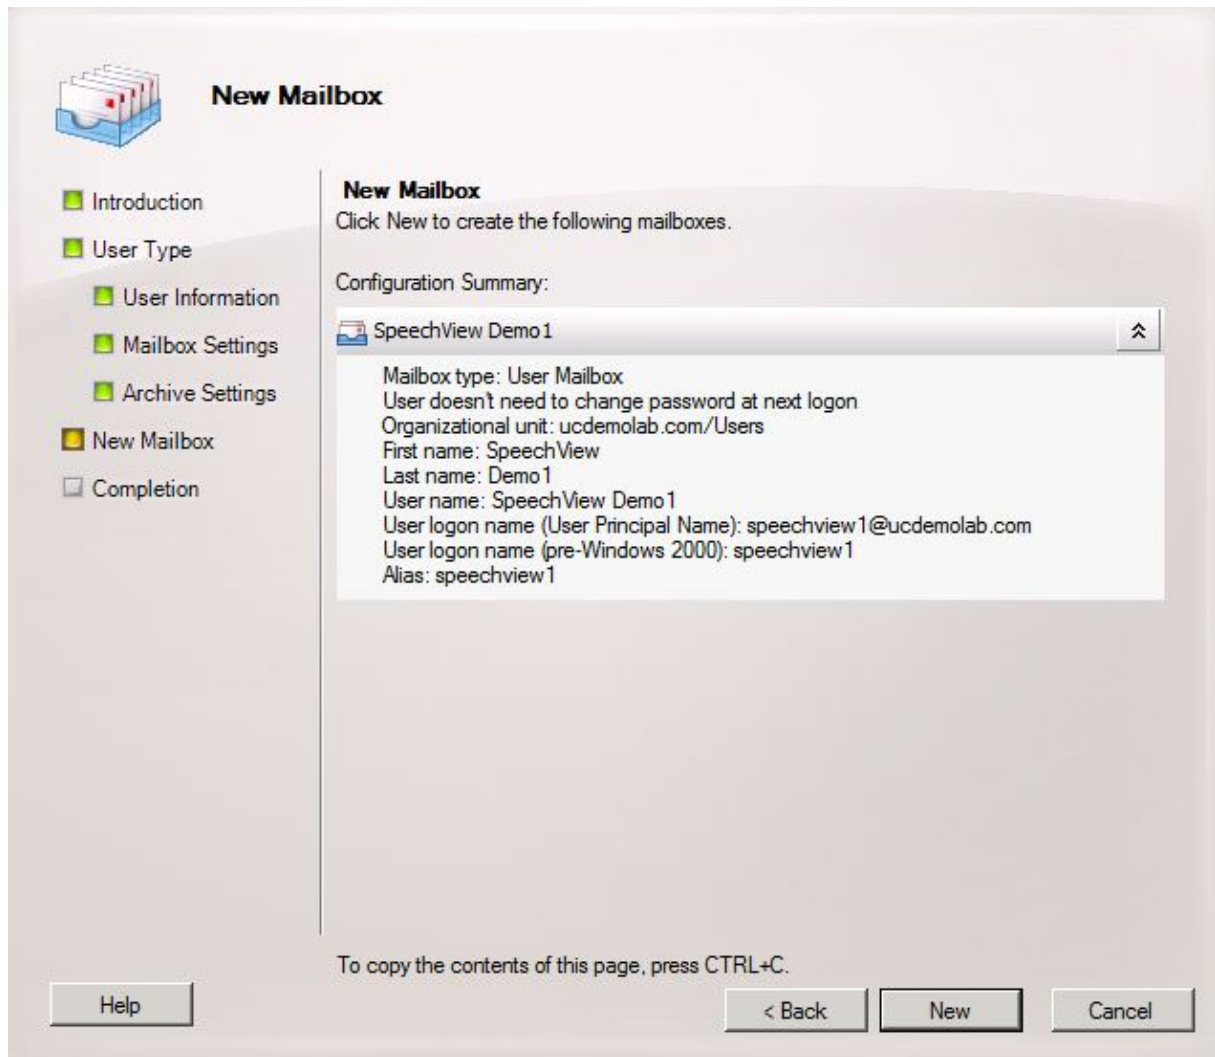 New Mailbox
Introduction
User Type
User Information
Mailbox Settings
Archive Settings
New Mailbox
Completion
New Mailbox
Click New to create the following mailboxes.
Configuration Summary:
SpeechView Demo1
Mailbox type: User Mailbox
User doesn't need to change password at next logon
Organizational unit: ucdemolab.com/Users
First name: SpeechView
Last name: Demo1
User name: SpeechView Demo1
User logon name (User Principal Name): speechview1@ucdemolab.com
User logon name (pre-Windows 2000): speechview1
Alias: speechview1
To copy the contents of this page, press CTRL+C.
Help
< Back
New
Cancel